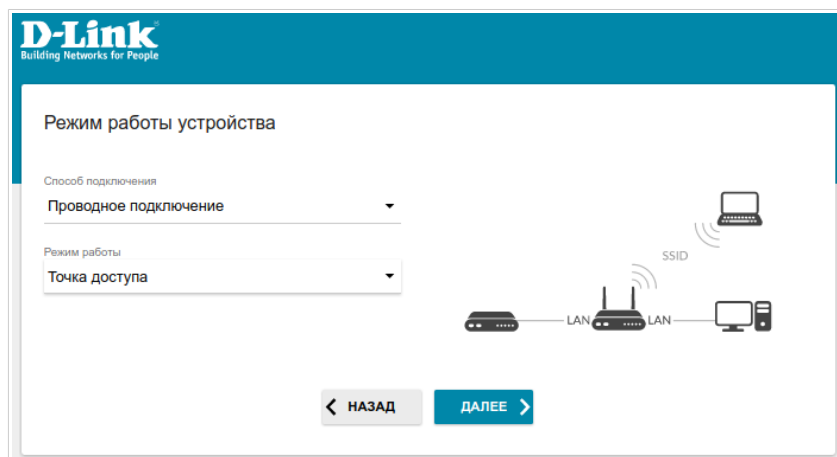 D-Link
Building Networks for People
Режим работы устройства
Способ подключения
Проводное подключение
Режим работы
Точка доступа
SSID
LAN
LAN
НАЗАД
ДАЛЕЕ